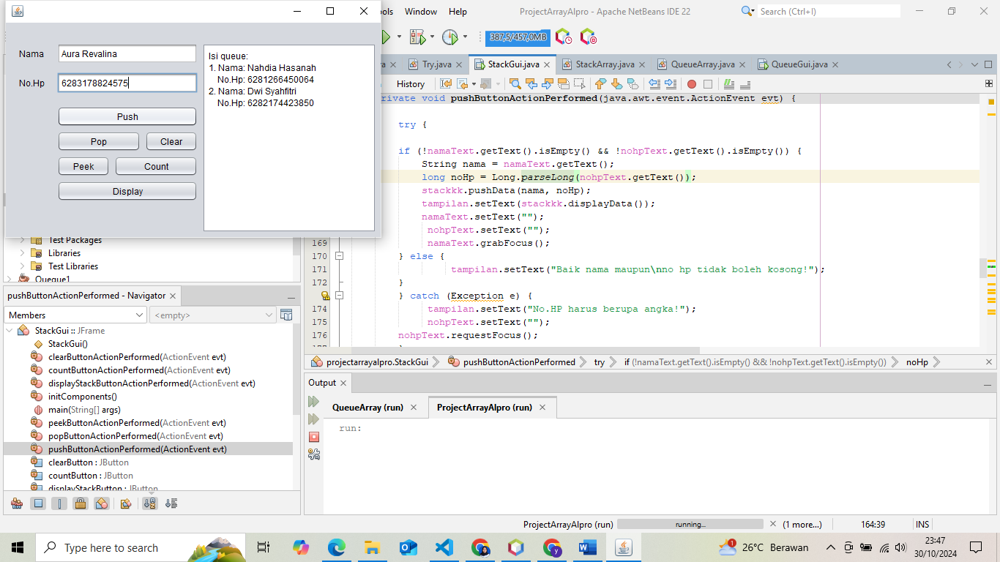 ools Window Help ProjectArrayAlpro - Apache NetBeans IDE 22 Search (Ctrl+I)
387,5/457,0MB
Nama Aura Revalina
No.Hp 6283178824575
Push
Pop Clear
Peek Count
Display
Isi queue:
1. Nama: Nahdia Hasanah
No.Hp: 6281266450064
2. Nama: Dwi Syahfitri
No.Hp: 6282174423850
Test Packages
Libraries
Test Libraries
Queque1
pushButtonActionPerformed - Navigator
Members <empty>
StackGui :: JFrame
StackGui()
clearButtonActionPerformed(ActionEvent evt)
countButtonActionPerformed(ActionEvent evt)
displayStackButtonActionPerformed(ActionEvent evt)
initComponents()
main(String[] args)
peekButtonActionPerformed(ActionEvent evt)
popButtonActionPerformed(ActionEvent evt)
pushButtonActionPerformed(ActionEvent evt)
clearButton : JButton
countButton : JButton
displayStackButton : JButton
a Try.java StackGui.java StackArray.java QueueArray.java QueueGui.java
History
rivate void pushButtonActionPerformed(java.awt.event.ActionEvent evt) {
try {
if (!namaText.getText().isEmpty() && !nohpText.getText().isEmpty()) {
String nama = namaText.getText();
long noHp = Long.parseLong(nohpText.getText());
stackkk.pushData(nama, noHp);
tampilan.setText(stackkk.displayData());
namaText.setText("");
nohpText.setText("");
169 namaText.grabFocus();
170 } else {
171 tampilan.setText("Baik nama maupun\nno hp tidak boleh kosong!");
172 }
} catch (Exception e) {
174 tampilan.setText("No.HP harus berupa angka!");
175 nohpText.setText("");
176 nohpText.requestFocus();
projectarrayalpro.StackGui pushButtonActionPerformed try if (!namaText.getText().isEmpty() && !nohpText.getText().isEmpty()) noHp
Output
QueueArray (run) ProjectArrayAlpro (run)
run:
ProjectArrayAlpro (run) running... (1 more...) 164:39 INS
Type here to search 26°C Berawan 23:47
30/10/2024